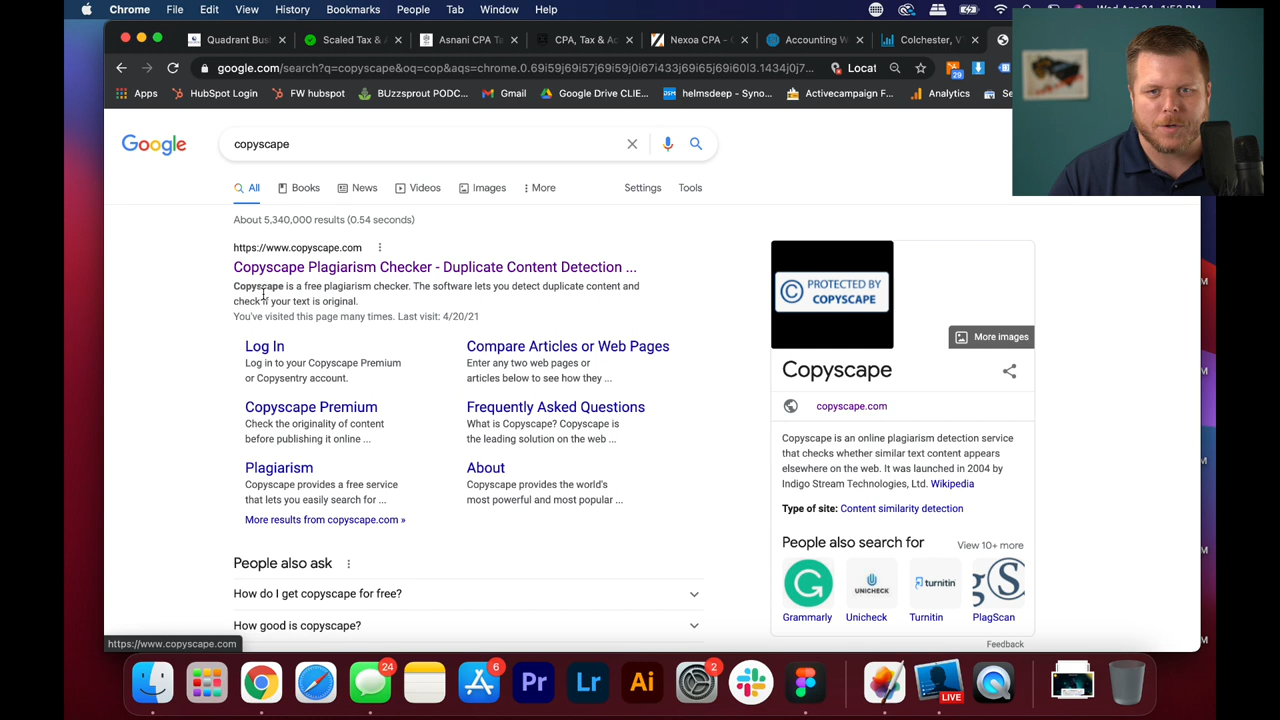 Chrome File Edit View History Bookmarks People Tab Window Help
Quadrant Bus
Scaled Tax & A
Asnani CPA Ta
CPA, Tax & Ac
Nexoa CPA -
Accounting W
Colchester, V
google.com/search?q=copyscape&oq=cop&aqs=chrome.0.69i59j69i57j69i59j0i67i433j69i65j69i60l3.1434j0j7...
Locat
29
Apps
HubSpot Login
FW hubspot
BUZzsprout PODC...
Gmail
Google Drive CLIE...
helmsdeep - Syno...
Activecampaign F...
Analytics
Se
Google
copyscape
All
Books
News
Videos
Images
More
Settings
Tools
About 5,340,000 results (0.54 seconds)
https://www.copyscape.com
Copyscape Plagiarism Checker - Duplicate Content Detection ...
Copyscape is a free plagiarism checker. The software lets you detect duplicate content and
check if your text is original.
You've visited this page many times. Last visit: 4/20/21
Log In
Log in to your Copyscape Premium
or Copysentry account.
Compare Articles or Web Pages
Enter any two web pages or
articles below to see how they ...
Copyscape Premium
Check the originality of content
before publishing it online ...
Frequently Asked Questions
What is Copyscape? Copyscape is
the leading solution on the web ...
Plagiarism
Copyscape provides a free service
that lets you easily search for ...
About
Copyscape provides the world's
most powerful and most popular ...
More results from copyscape.com »
People also ask
How do I get copyscape for free?
How good is copyscape?
https://www.copyscape.com
© PROTECTED BY
COPYSCAPE
More images
Copyscape
copyscape.com
Copyscape is an online plagiarism detection service
that checks whether similar text content appears
elsewhere on the web. It was launched in 2004 by
Indigo Stream Technologies, Ltd. Wikipedia
Type of site: Content similarity detection
People also search for
View 10+ more
UNICHECK
turnitin
Grammarly
Unicheck
Turnitin
PlagScan
Feedback
24
6
Pr
Lr
Ai
2
LIVE